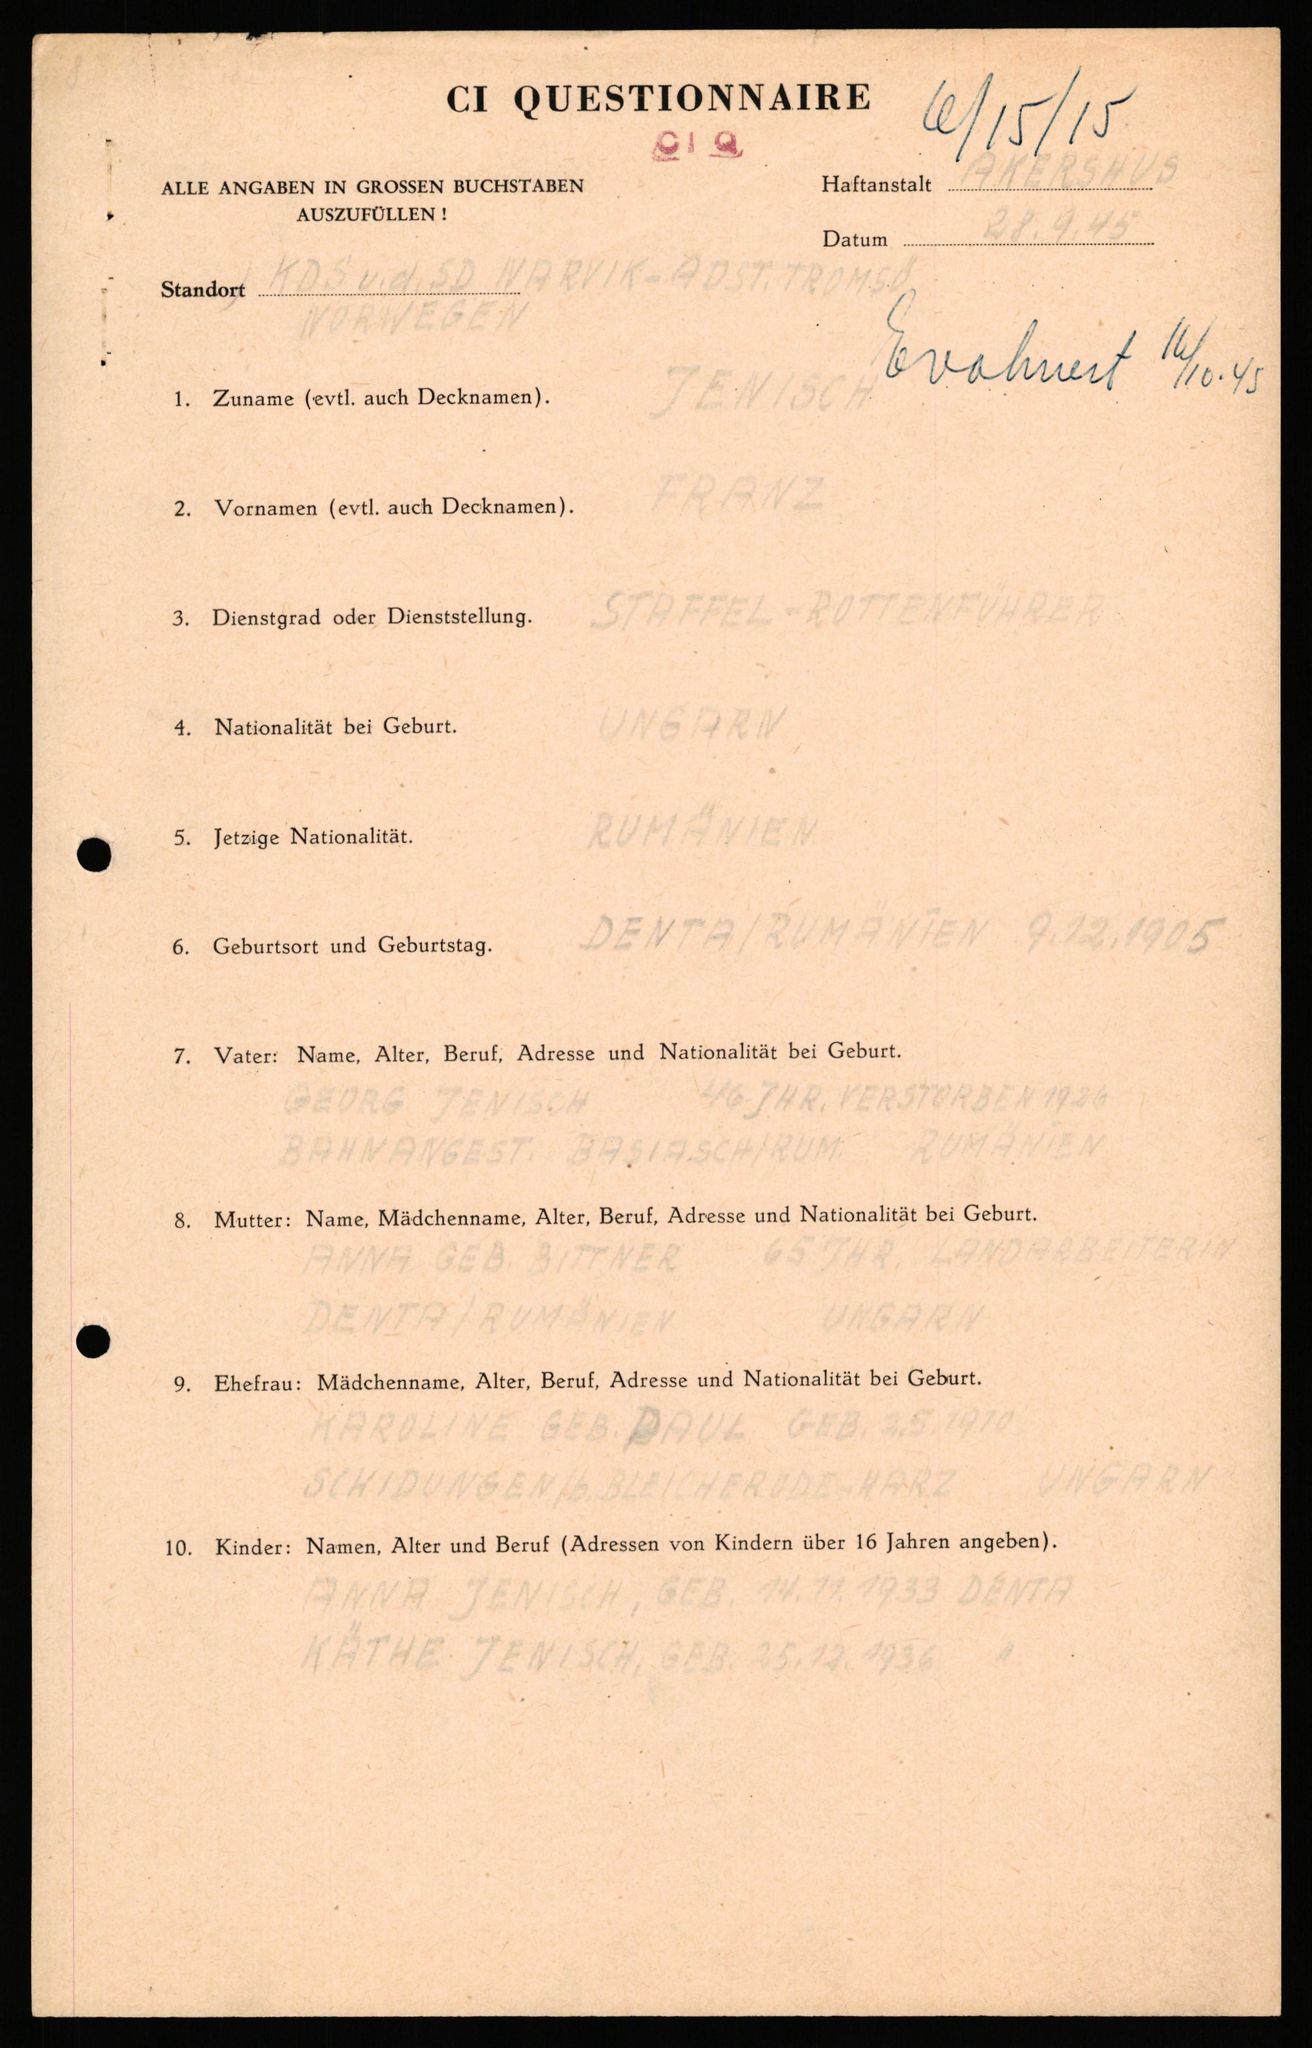 CI QUESTIONNAIRE
CIQ
ALLE ANGABEN IN GROSSEN BUCHSTABEN
AUSZUFÜLLEN !
Haftanstalt AKERSHUS
Datum 28.9.45
Standort KDS u.d. SD NARVIK - ADST. TROMSÖ
NORWEGEN
16/10.45
1. Zuname (evtl. auch Decknamen). JENISCH
2. Vornamen (evtl. auch Decknamen). FRANZ
3. Dienstgrad oder Dienststellung. STAFFEL-ROTTENFÜHRER
4. Nationalität bei Geburt. UNGARN
5. Jetzige Nationalität. RUMÄNIEN
6. Geburtsort und Geburtstag. DENTA/RUMÄNIEN 9.12.1905
7. Vater: Name, Alter, Beruf, Adresse und Nationalität bei Geburt.
GEORG JENISCH 46 JHR. VERSTORBEN 1926
BAHNANGEST. BASIASCH/RUM. RUMÄNIEN
8. Mutter: Name, Mädchenname, Alter, Beruf, Adresse und Nationalität bei Geburt.
ANNA GEB. BITTNER 65 JHR. LANDARBEITERIN
DENTA/RUMÄNIEN UNGARN
9. Ehefrau: Mädchenname, Alter, Beruf, Adresse und Nationalität bei Geburt.
KAROLINE GEB. PAUL GEB. 2.5.1910
SCHIDUNGEN/b. BLEICHERODE-HARZ UNGARN
10. Kinder: Namen, Alter und Beruf (Adressen von Kindern über 16 Jahren angeben).
ANNA JENISCH, GEB. 14.11.1933 DENTA
KÄTHE JENISCH, GEB. 25.12.1936 "